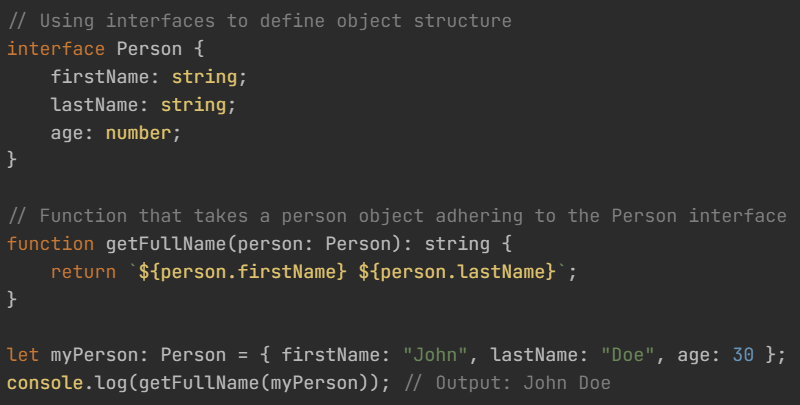 // Using interfaces to define object structure
interface Person {
    firstName: string;
    lastName: string;
    age: number;
}

// Function that takes a person object adhering to the Person interface
function getFullName(person: Person): string {
    return `${person.firstName} ${person.lastName}`;
}

let myPerson: Person = { firstName: "John", lastName: "Doe", age: 30 };
console.log(getFullName(myPerson)); // Output: John Doe